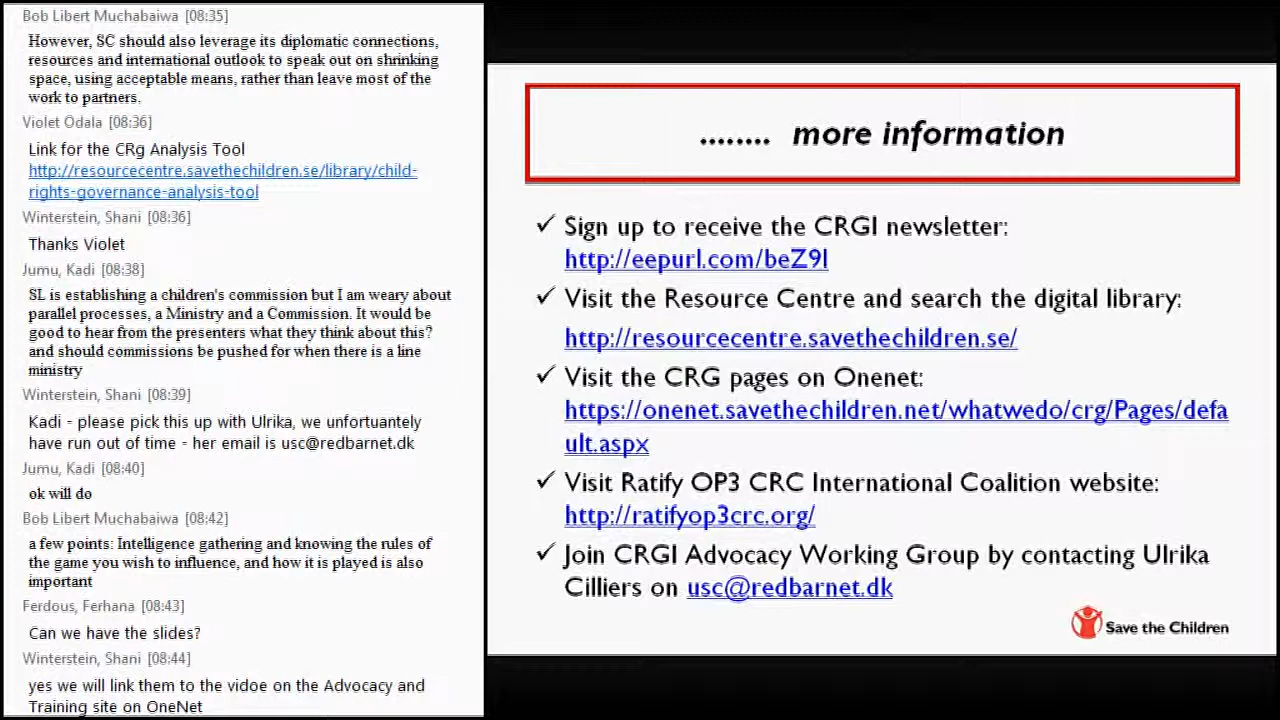 Bob Libert Muchabaiwa [08:35]
However, SC should also leverage its diplomatic connections,
resources and international outlook to speak out on shrinking
space, using acceptable means, rather than leave most of the
work to partners.
Violet Odala [08:36]
Link for the CRg Analysis Tool
http://resourcecentre.savethechildren.se/library/child-
rights-governance-analysis-tool
Winterstein, Shani [08:36]
Thanks Violet
Jumu, Kadi [08:38]
SL is establishing a children's commission but I am weary about
parallel processes, a Ministry and a Commission. It would be
good to hear from the presenters what they think about this?
and should commissions be pushed for when there is a line
ministry
Winterstein, Shani [08:39]
Kadi - please pick this up with Ulrika, we unfortuantely
have run out of time - her email is usc@redbarnet.dk
Jumu, Kadi [08:40]
ok will do
Bob Libert Muchabaiwa [08:42]
a few points: Intelligence gathering and knowing the rules of
the game you wish to influence, and how it is played is also
important
Ferdous, Ferhana [08:43]
Can we have the slides?
Winterstein, Shani [08:44]
yes we will link them to the vidoe on the Advocacy and
Training site on OneNet
........ more information
✓ Sign up to receive the CRGI newsletter:
http://eepurl.com/beZ9l
✓ Visit the Resource Centre and search the digital library:
http://resourcecentre.savethechildren.se/
✓ Visit the CRG pages on Onenet:
https://onenet.savethechildren.net/whatwedo/crg/Pages/defa
ult.aspx
✓ Visit Ratify OP3 CRC International Coalition website:
http://ratifyop3crc.org/
✓ Join CRGI Advocacy Working Group by contacting Ulrika
Cilliers on usc@redbarnet.dk
Save the Children